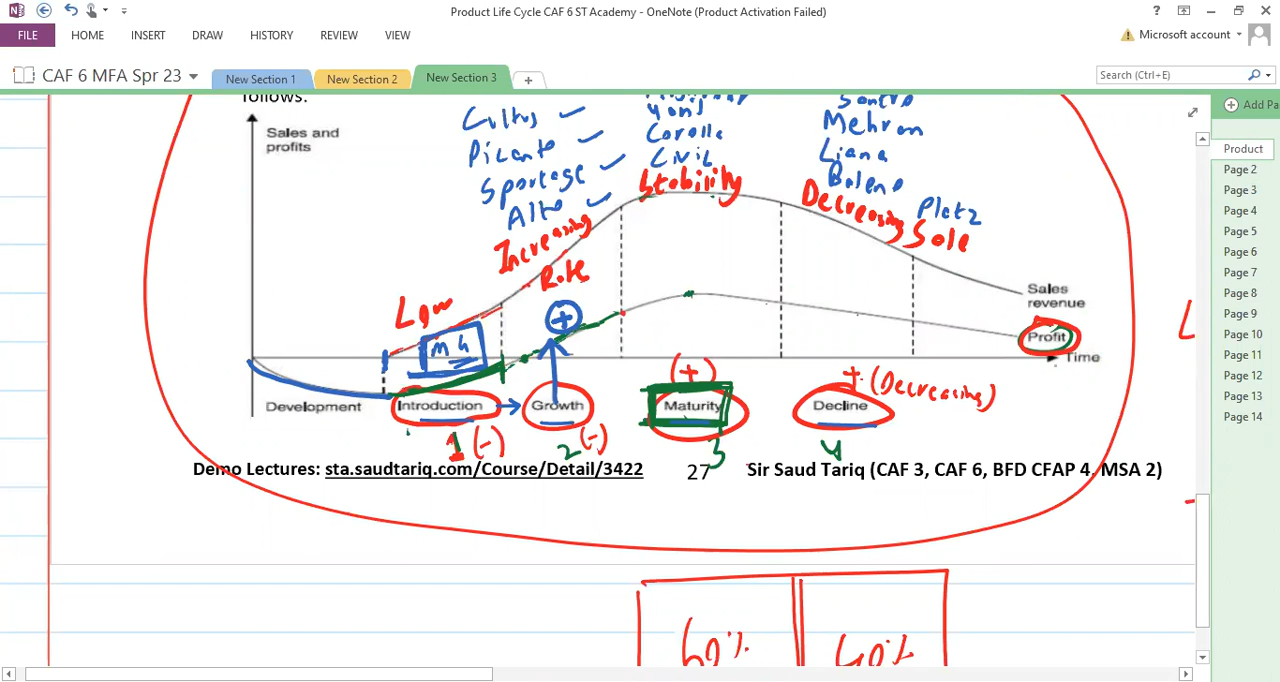 Product Life Cycle CAF 6 ST Academy - OneNote (Product Activation Failed)
FILE HOME INSERT DRAW HISTORY REVIEW VIEW
Microsoft account
CAF 6 MFA Spr 23
New Section 1
New Section 2
New Section 3
Search (Ctrl+E)
Add Pa
Product
Page 2
Page 3
Page 4
Page 5
Page 6
Page 7
Page 8
Page 9
Page 10
Page 11
Page 12
Page 13
Page 14
follows:
Sales and
profits
Cultus
Picanto
Sportage
Alto
Yaris
Corolla
Civic
Santro
Mehran
Liana
Baleno
Platz
Low
Increasing
Rate
Stability
Decreasing
Sale
+
Sales
revenue
Profit
Time
Development
Introduction
Growth
Maturity
Decline
1 (-)
2 (-)
(+)
3
+ (Decreasing)
4
Demo Lectures: sta.saudtariq.com/Course/Detail/3422
27
Sir Saud Tariq (CAF 3, CAF 6, BFD CFAP 4, MSA 2)
60%
40%